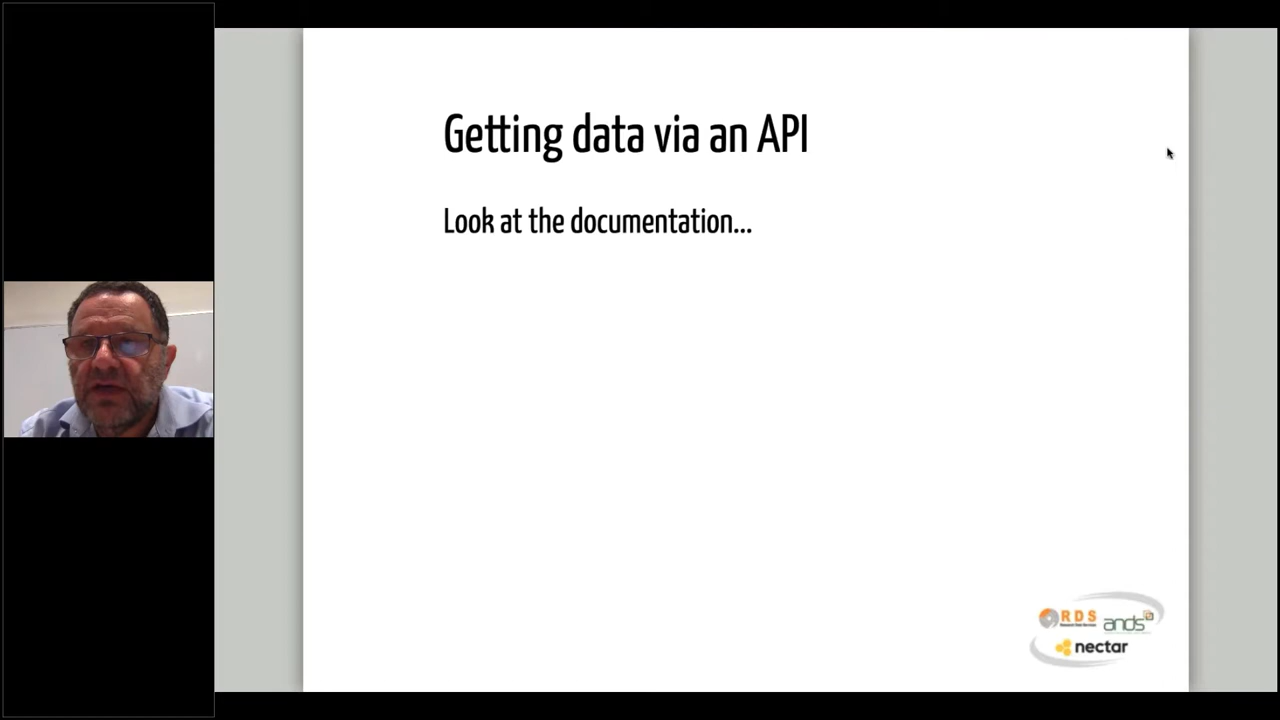 Getting data via an API
Look at the documentation...
RDS
ands
nectar